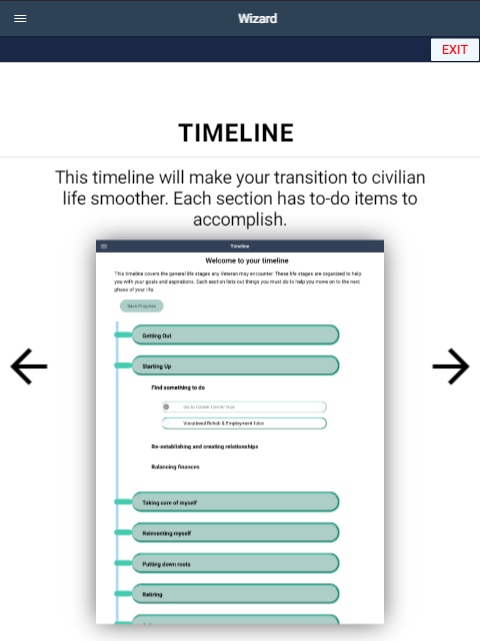 Wizard
EXIT
TIMELINE
This timeline will make your transition to civilian
life smoother. Each section has to-do items to
accomplish.
Timeline
Welcome to your timeline
This timeline covers the general life stages any Veteran may encounter. These life stages are organized to help
you with your goals and aspirations. Each section lists out things you must do to help you move on to the next
phase of your life.
Save Progress
Getting Out
Starting Up
Find something to do
Go to Career Center tour
Vocational Rehab & Employment
Re-establishing and creating relationships
Balancing finances
Taking care of myself
Reinventing myself
Putting down roots
Retiring